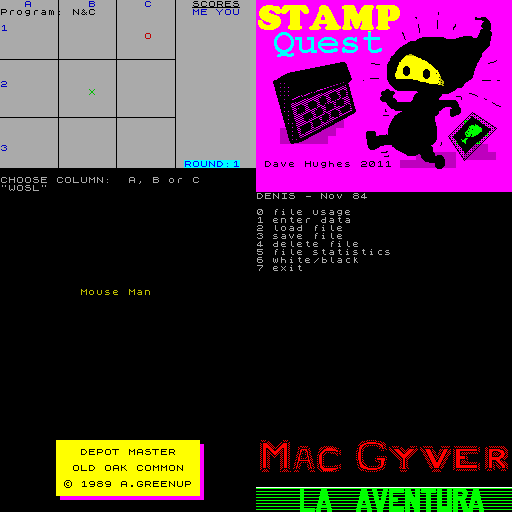 A B C SCORES
Program: N&C ME YOU
1
2
3
ROUND:1
CHOOSE COLUMN: A, B or C
"WOSL"
STAMP
Quest
Dave Hughes 2011
DENIS - Nov 84
0 file usage
1 enter data
2 load file
3 save file
4 delete file
5 file statistics
6 white/black
7 exit
Mouse Man
DEPOT MASTER
OLD OAK COMMON
© 1989 A.GREENUP
MAC GYVER
LA AVENTURA